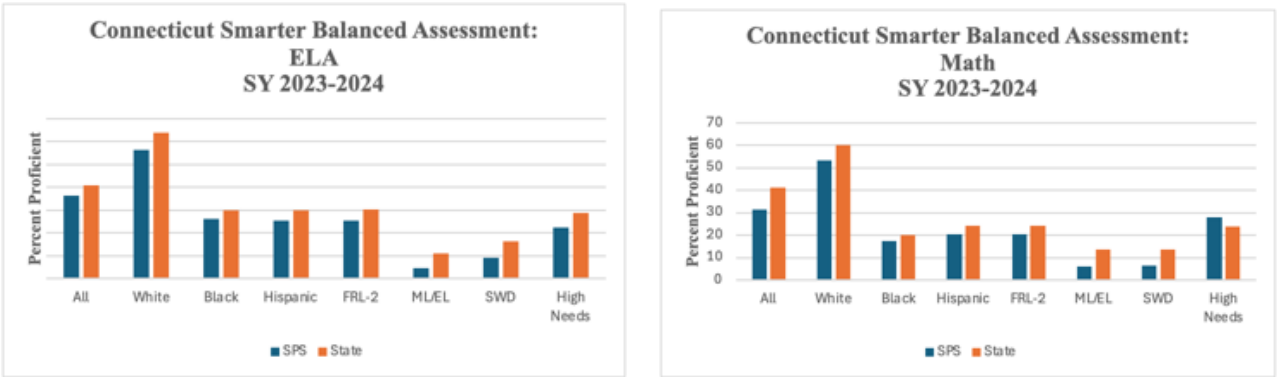 Connecticut Smarter Balanced Assessment:
ELA
SY 2023-2024
Percent Proficient
All White Black Hispanic FRL-2 ML/EL SWD High
Needs
SPS State
Connecticut Smarter Balanced Assessment:
Math
SY 2023-2024
Percent Proficient
70
60
50
40
30
20
10
0
All White Black Hispanic FRL-2 ML/EL SWD High
Needs
SPS State